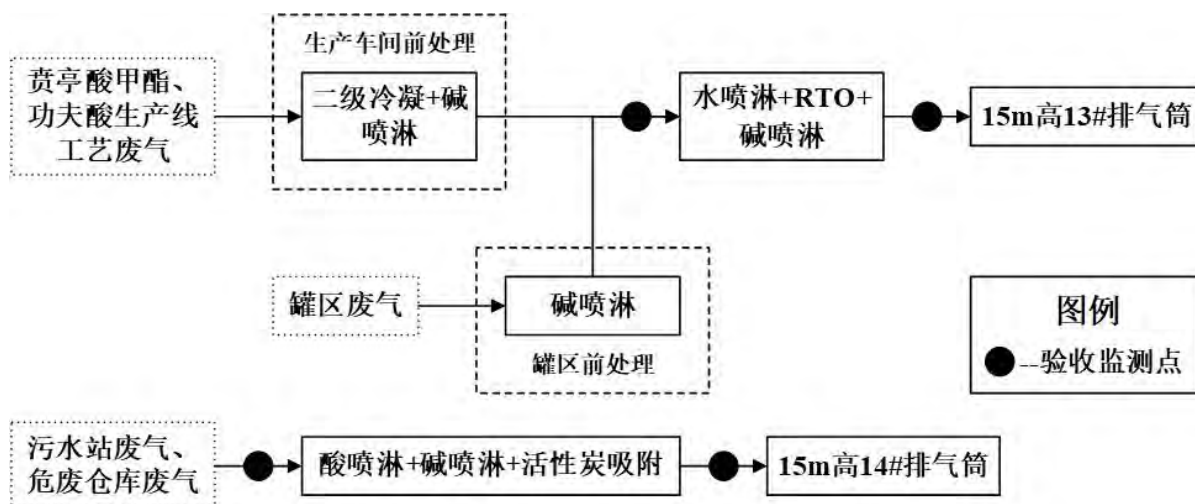 生产车间前处理
贲亭酸甲酯、
功夫酸生产线
工艺废气
二级冷凝+碱
喷淋
水喷淋+RTO+
碱喷淋
15m高13#排气筒
罐区废气
碱喷淋
罐区前处理
图例
--验收监测点
污水站废气、
危废仓库废气
酸喷淋+碱喷淋+活性炭吸附
15m高14#排气筒